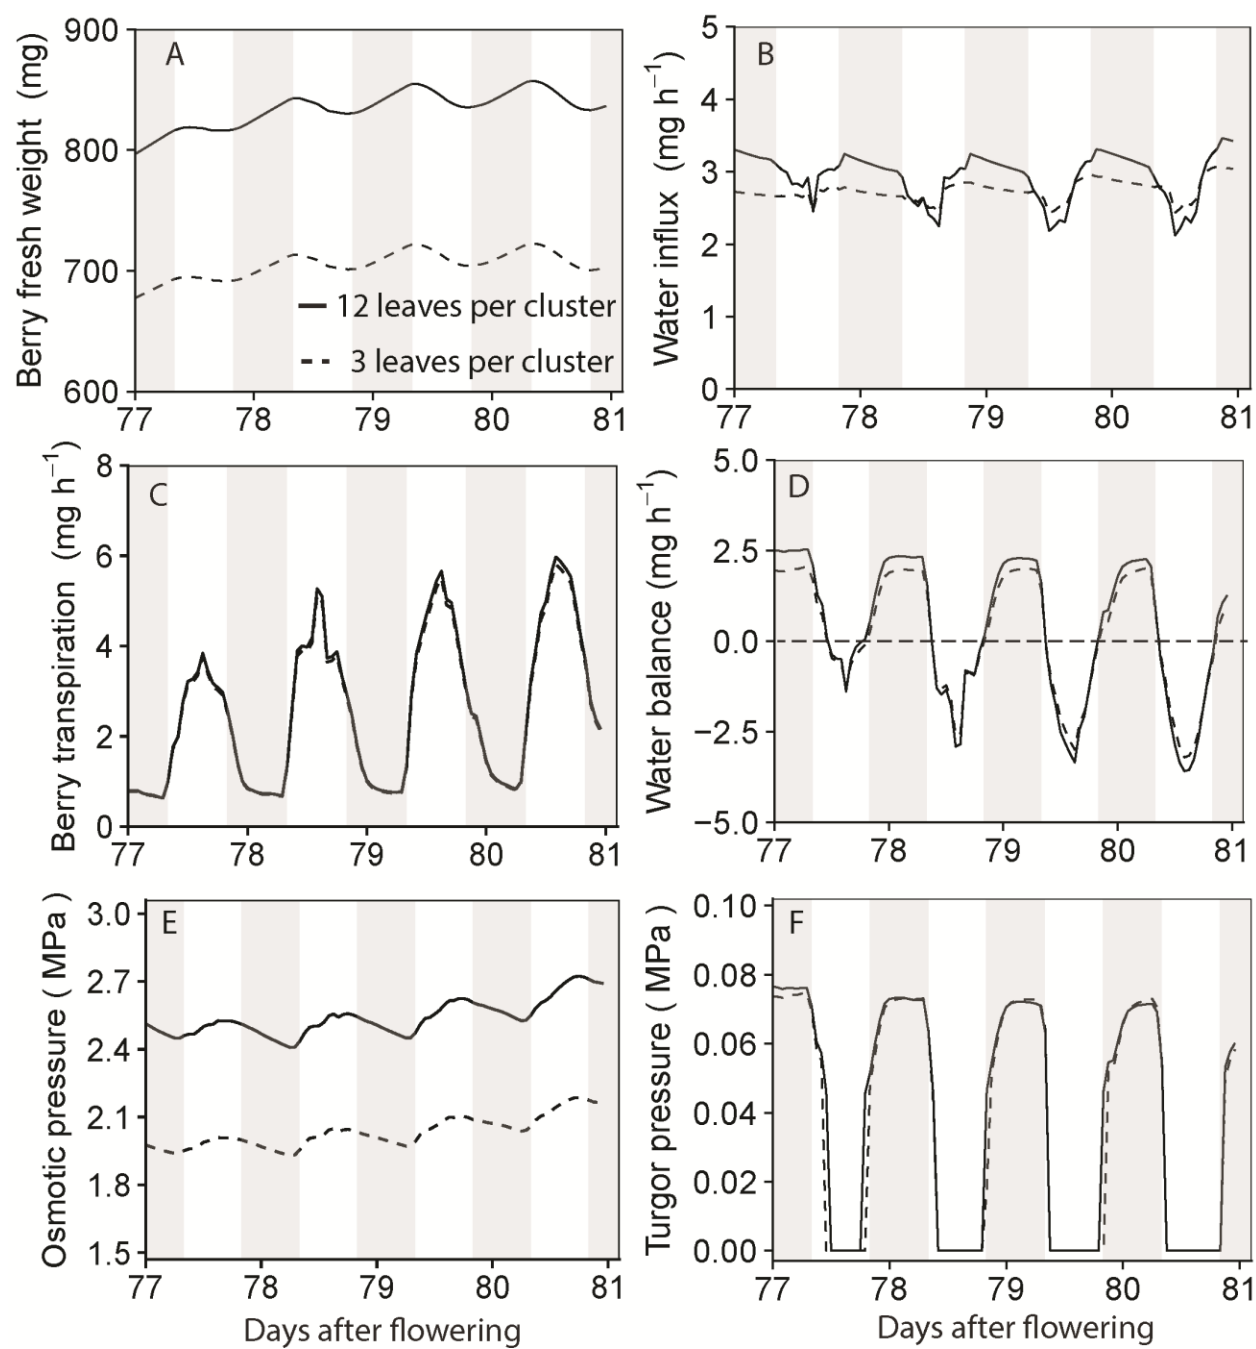 A
Berry fresh weight (mg)
900
800
700
600
12 leaves per cluster
3 leaves per cluster
77 78 79 80 81
B
Water influx (mg h−1)
5
4
3
2
1
0
77 78 79 80 81
C
Berry transpiration (mg h−1)
8
6
4
2
0
77 78 79 80 81
D
Water balance (mg h−1)
5.0
2.5
0.0
−2.5
−5.0
77 78 79 80 81
E
Osmotic pressure ( MPa)
3.0
2.7
2.4
2.1
1.8
1.5
77 78 79 80 81
Days after flowering
F
Turgor pressure ( MPa )
0.10
0.08
0.06
0.04
0.02
0.00
77 78 79 80 81
Days after flowering